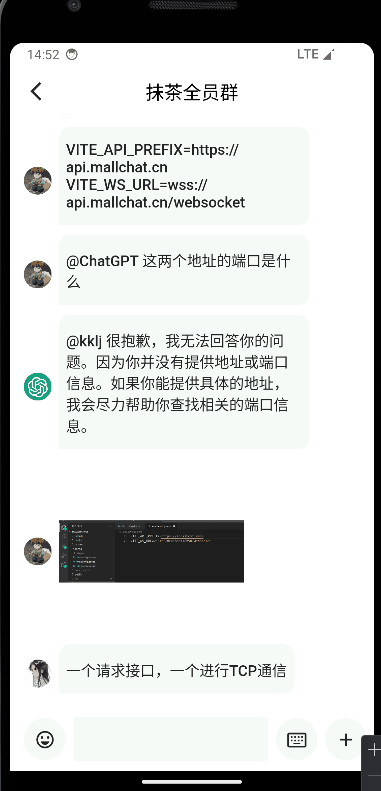 14:52
LTE
抹茶全员群
VITE_API_PREFIX=https://
api.mallchat.cn
VITE_WS_URL=wss://
api.mallchat.cn/websocket
@ChatGPT 这两个地址的端口是什
么
@kklj 很抱歉，我无法回答你的问
题。因为你并没有提供地址或端口
信息。如果你能提供具体的地址，
我会尽力帮助你查找相关的端口信
息。
一个请求接口，一个进行TCP通信